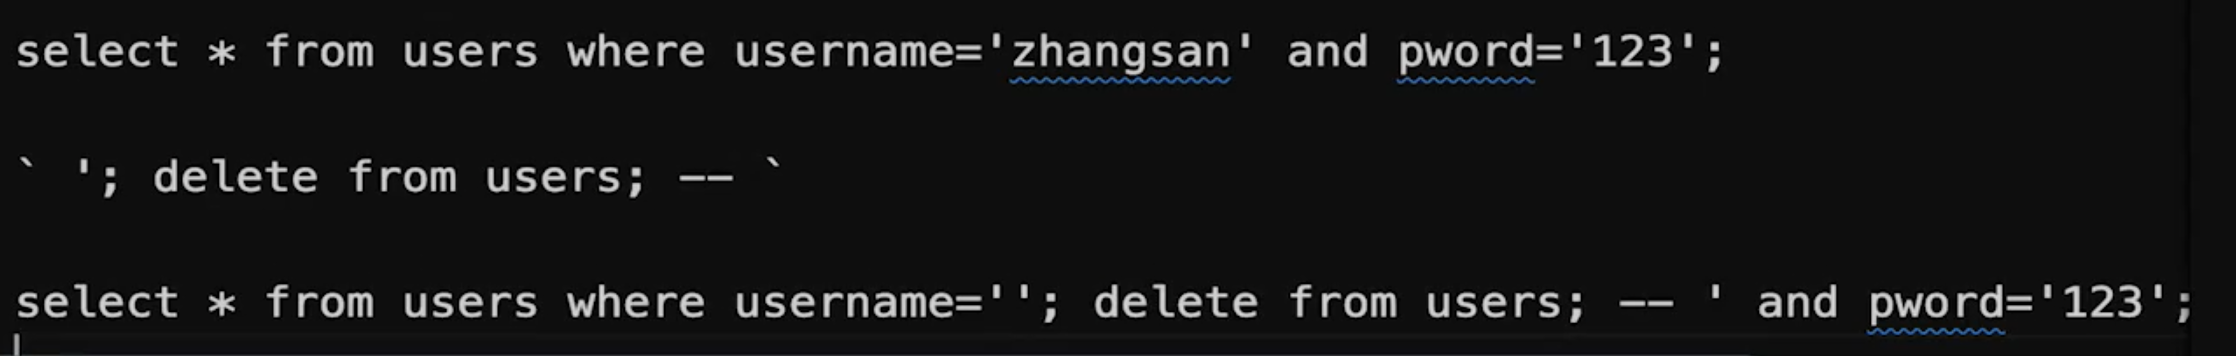 select * from users where username='zhangsan' and pword='123';
` '; delete from users; -- `
select * from users where username=''; delete from users; -- ' and pword='123';